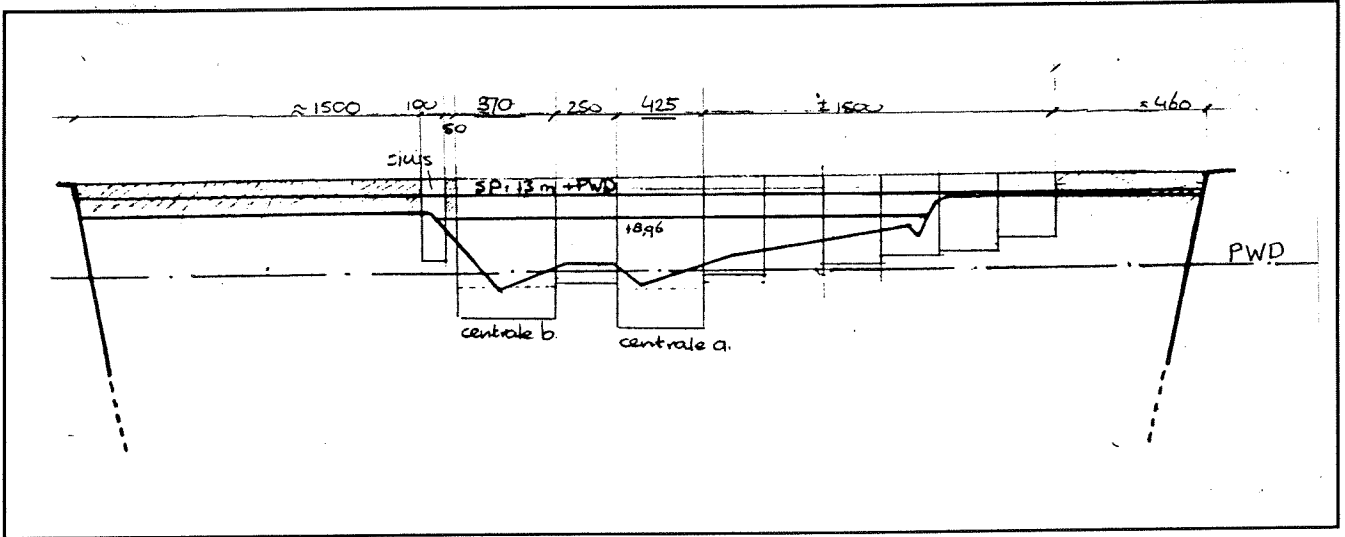 ≈ 1500 100 370 250 425 ± 1500 ≈ 460
50
sluis
SP: 13 m +PWD
+8,96
PWD
centrale b.
centrale a.